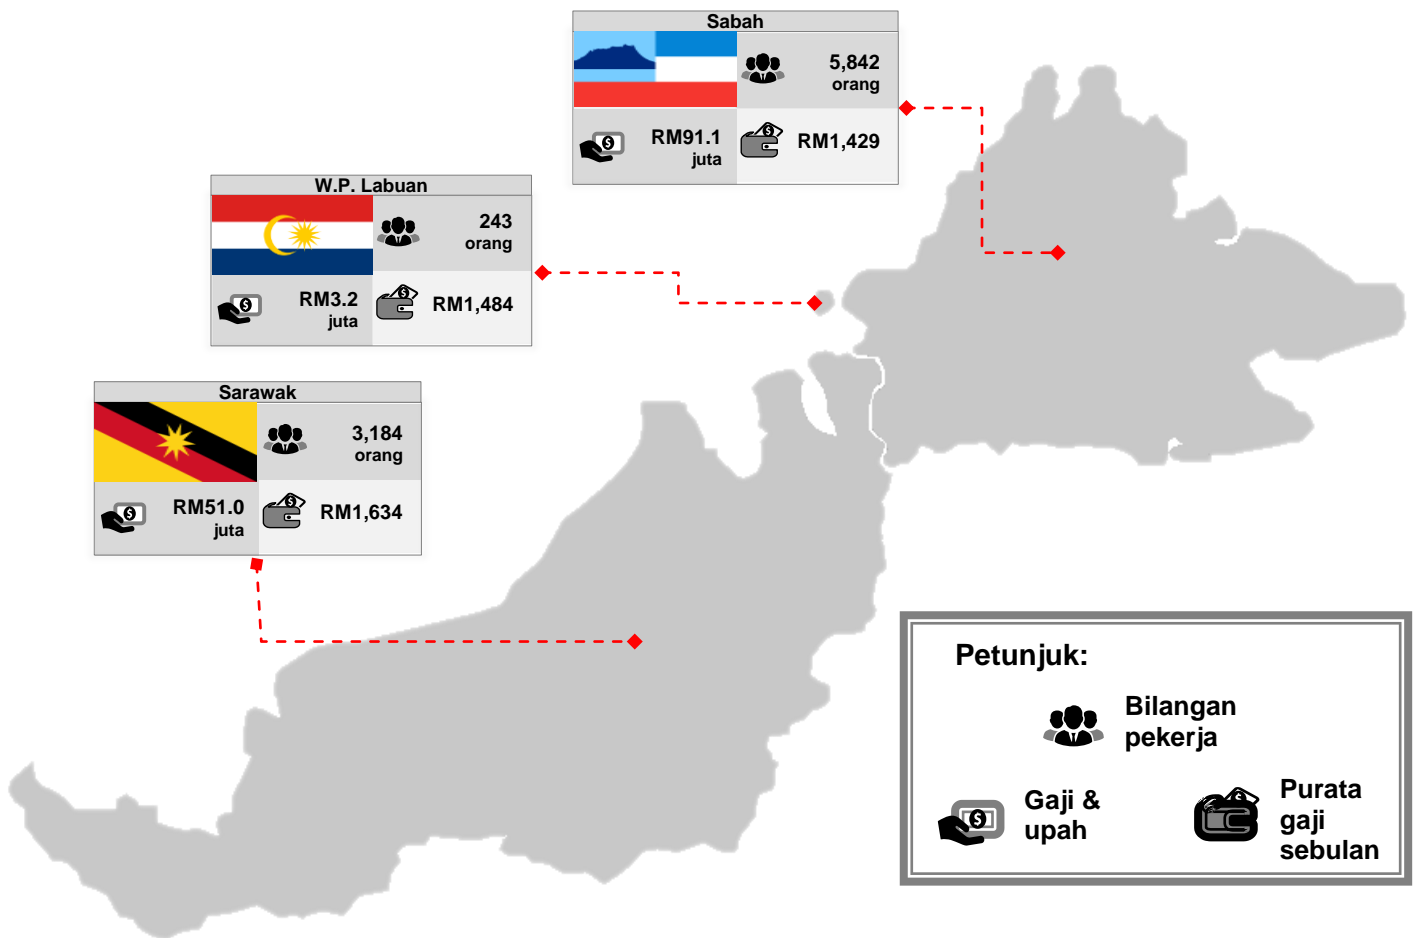 Sabah
5,842
orang
RM91.1
juta
RM1,429
W.P. Labuan
243
orang
RM3.2
juta
RM1,484
Sarawak
3,184
orang
RM51.0
juta
RM1,634
Petunjuk:
Bilangan
pekerja
Gaji &
upah
Purata
gaji
sebulan